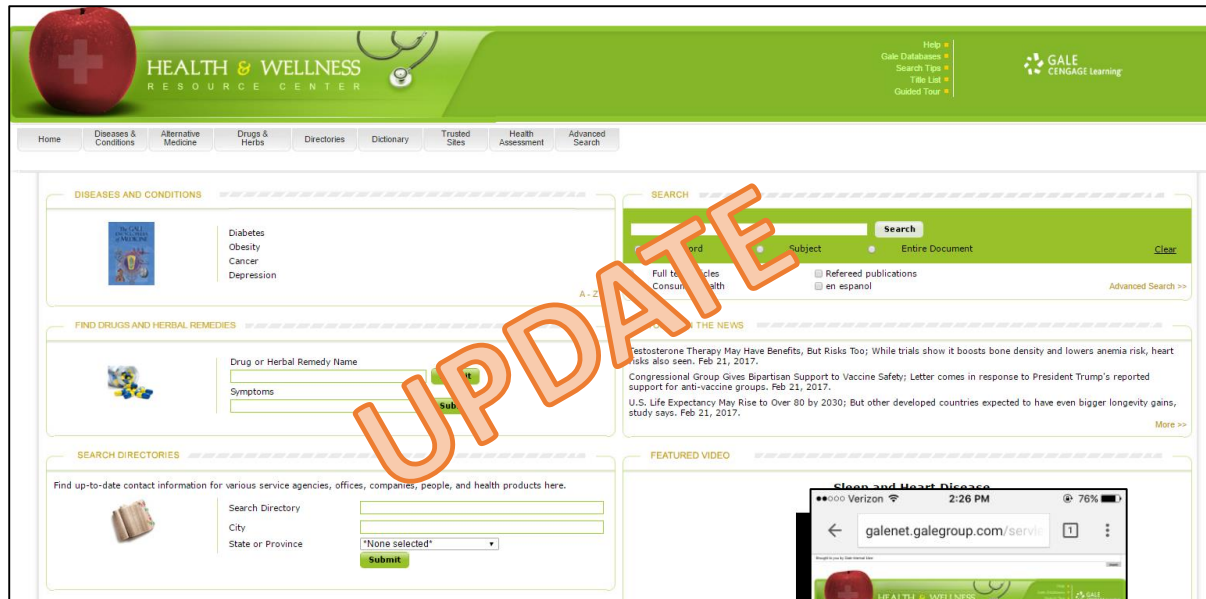 HEALTH & WELLNESS
RESOURCE CENTER
Help
Gale Databases
Search Tips
Title List
Guided Tour
GALE
CENGAGE Learning
Home
Diseases & Conditions
Alternative Medicine
Drugs & Herbs
Directories
Dictionary
Trusted Sites
Health Assessment
Advanced Search
DISEASES AND CONDITIONS
The GALE
ENCYCLOPEDIA
of MEDICINE
Diabetes
Obesity
Cancer
Depression
A - Z
SEARCH
Search
Subject
Entire Document
Clear
Full
Refereed publications
en espanol
Advanced Search >>
FIND DRUGS AND HERBAL REMEDIES
Drug or Herbal Remedy Name
Symptoms
THE NEWS
Testosterone Therapy May Have Benefits, But Risks Too; While trials show it boosts bone density and lowers anemia risk, heart
risks also seen. Feb 21, 2017.
Congressional Group Gives Bipartisan Support to Vaccine Safety; Letter comes in response to President Trump's reported
support for anti-vaccine groups. Feb 21, 2017.
U.S. Life Expectancy May Rise to Over 80 by 2030; But other developed countries expected to have even bigger longevity gains,
study says. Feb 21, 2017.
More >>
UPDATE
SEARCH DIRECTORIES
Find up-to-date contact information for various service agencies, offices, companies, people, and health products here.
Search Directory
City
State or Province
*None selected*
Submit
FEATURED VIDEO
Sleep and Heart Disease
Verizon
2:26 PM
76%
galenet.galegroup.com/servle
1
HEALTH & WELLNESS
GALE